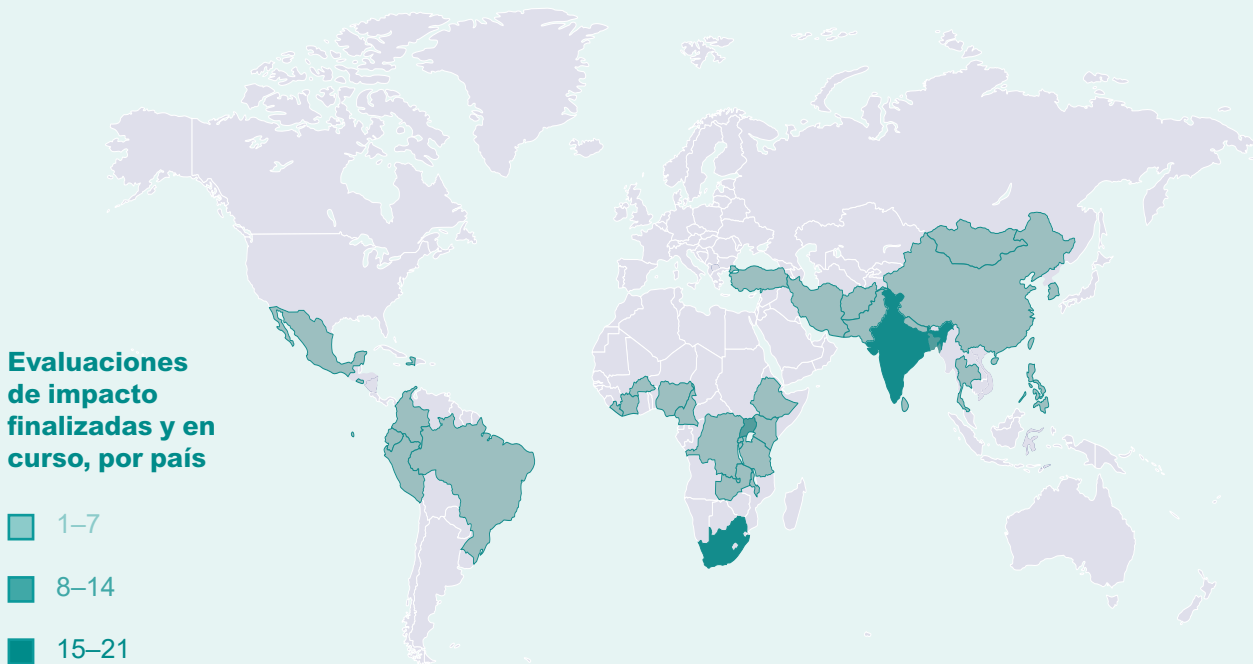 Evaluaciones
de impacto
finalizadas y en
curso, por país
1–7
8–14
15–21